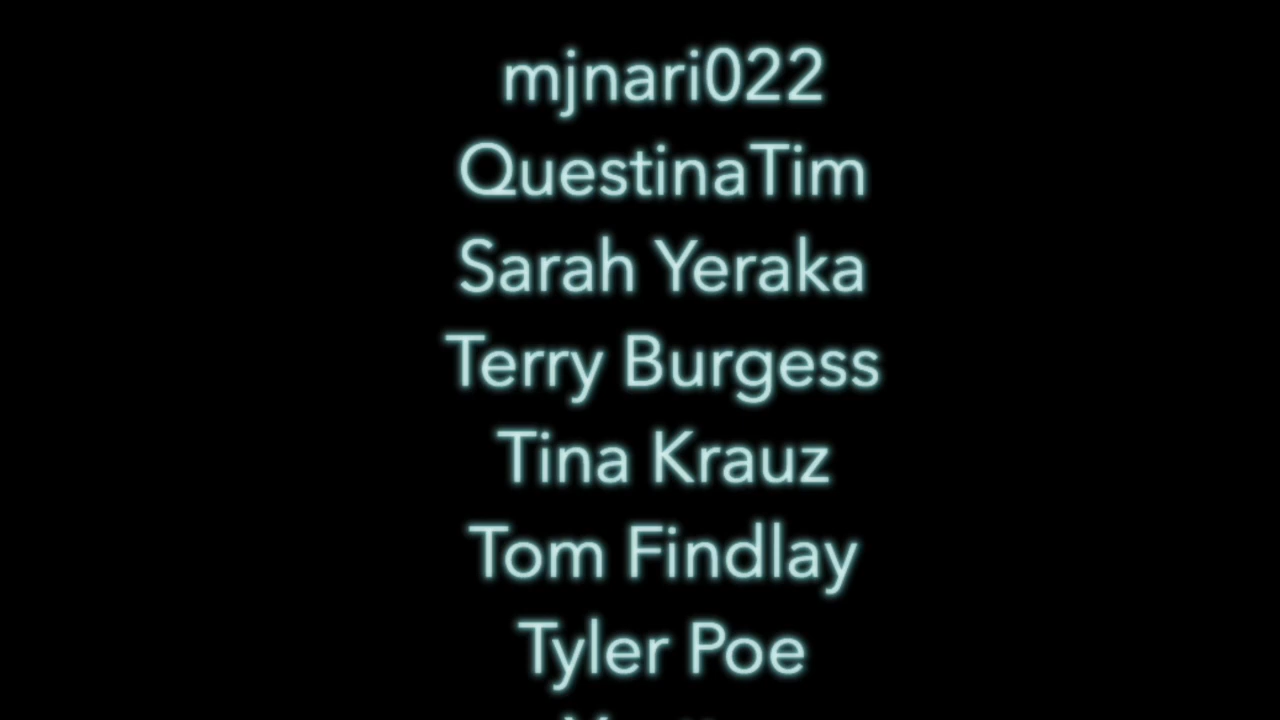 mjnari022
QuestinaTim
Sarah Yeraka
Terry Burgess
Tina Krauz
Tom Findlay
Tyler Poe